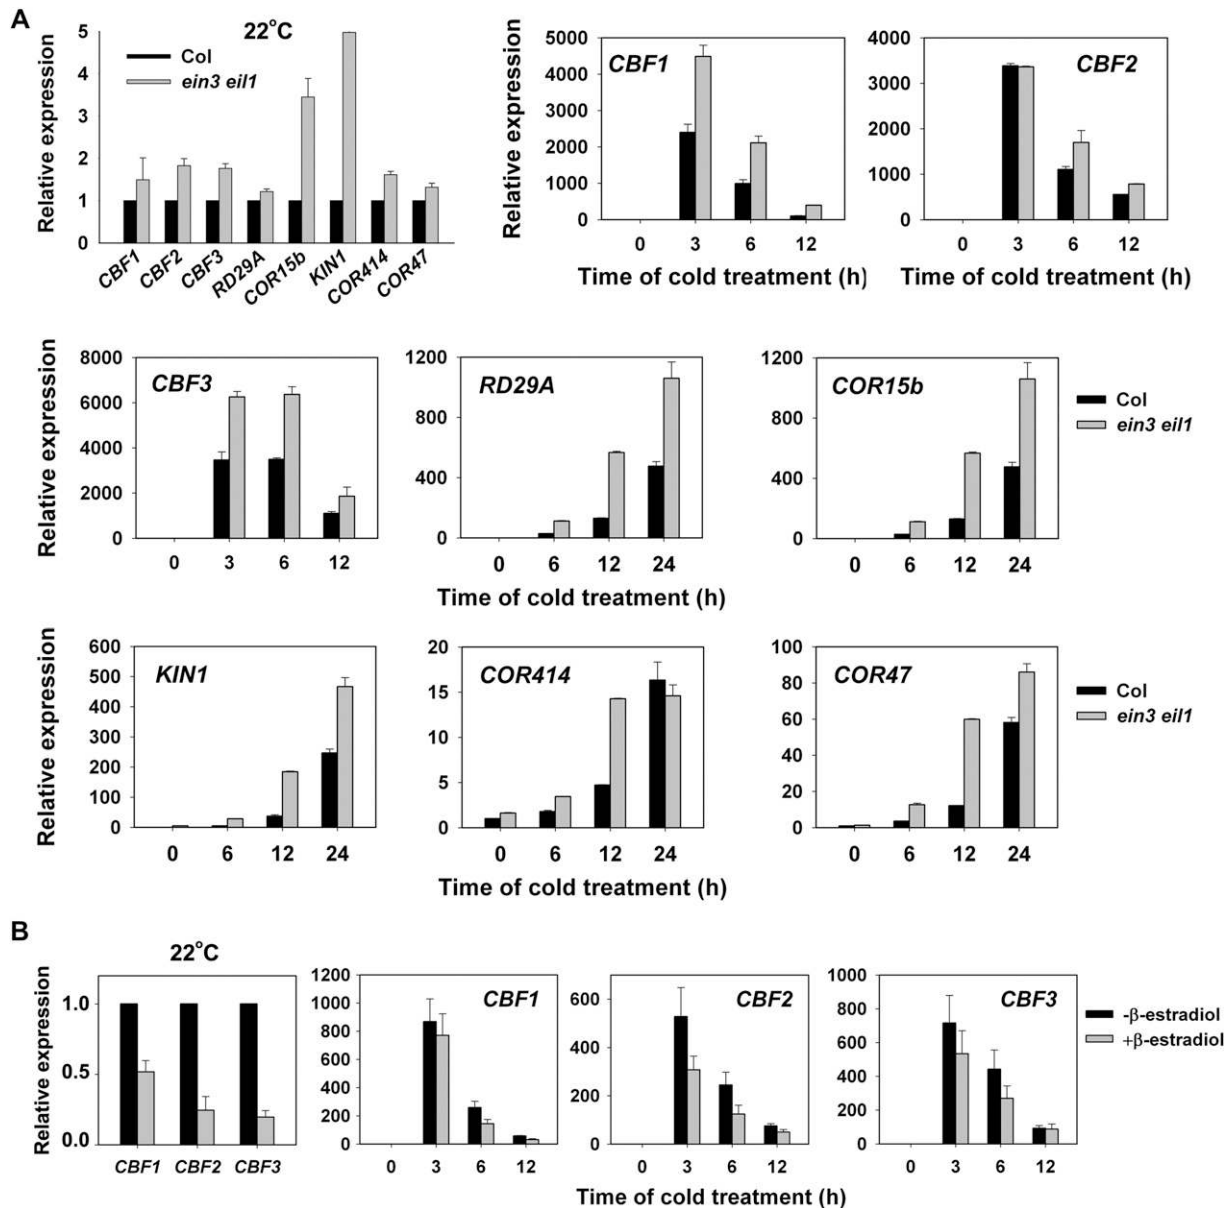 A
22°C
Col
ein3 eil1
Relative expression
5
4
3
2
1
0
CBF1
CBF2
CBF3
RD29A
COR15b
KIN1
COR414
COR47
Relative expression
CBF1
5000
4000
3000
2000
1000
0
0 3 6 12
Time of cold treatment (h)
CBF2
4000
3000
2000
1000
0
0 3 6 12
Time of cold treatment (h)
Relative expression
CBF3
8000
6000
4000
2000
0
0 3 6 12
RD29A
1200
800
400
0
0 6 12 24
COR15b
1200
800
400
0
0 6 12 24
Col
ein3 eil1
Time of cold treatment (h)
Relative expression
KIN1
600
500
400
300
200
100
0
0 6 12 24
COR414
20
15
10
5
0
0 6 12 24
COR47
100
80
60
40
20
0
0 6 12 24
Col
ein3 eil1
Time of cold treatment (h)
B
22°C
Relative expression
1.0
0.5
0.0
CBF1 CBF2 CBF3
CBF1
1200
1000
800
600
400
200
0
0 3 6 12
CBF2
600
400
200
0
0 3 6 12
CBF3
1000
800
600
400
200
0
0 3 6 12
-β-estradiol
+β-estradiol
Time of cold treatment (h)